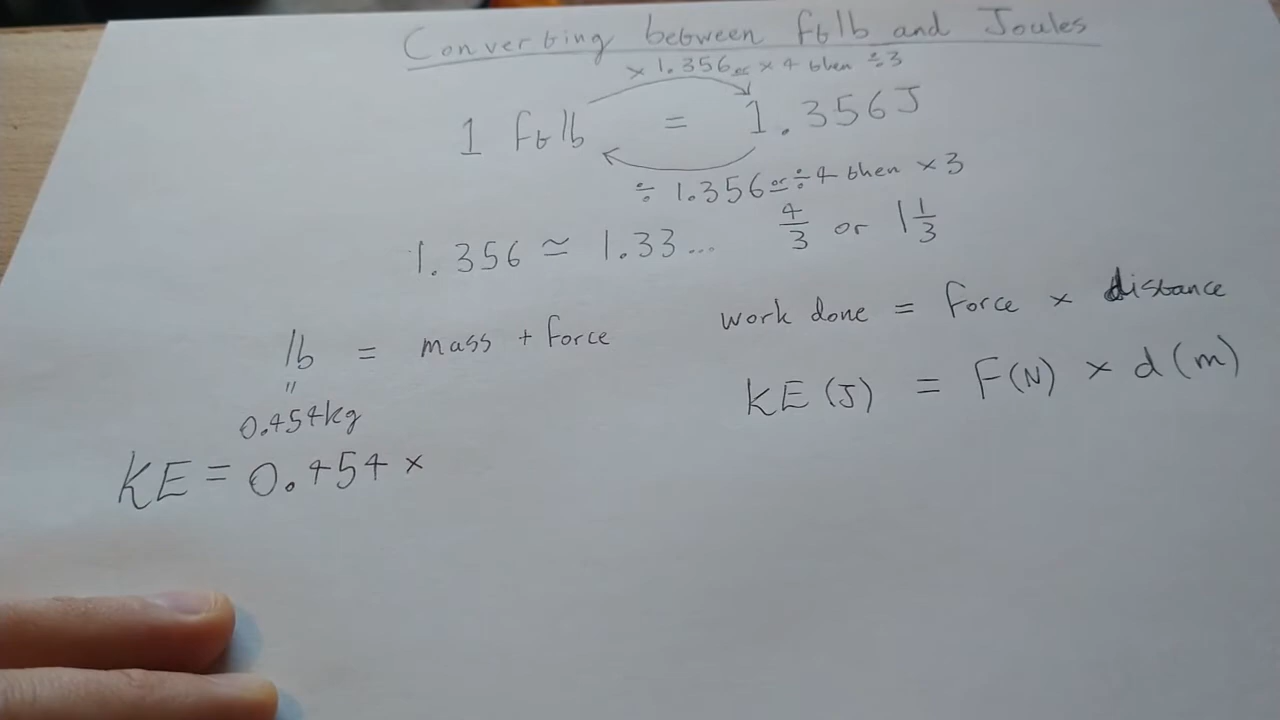 Converting between ftlb and Joules
× 1.356 or × 4 then ÷3
1 ftlb = 1.356J
÷ 1.356 or ÷ 4 then × 3
1.356 ≃ 1.33... 4/3 or 1 1/3
lb = mass + force
work done = force × distance
"
0.454kg
KE (J) = F(N) × d(m)
KE = 0.454 ×